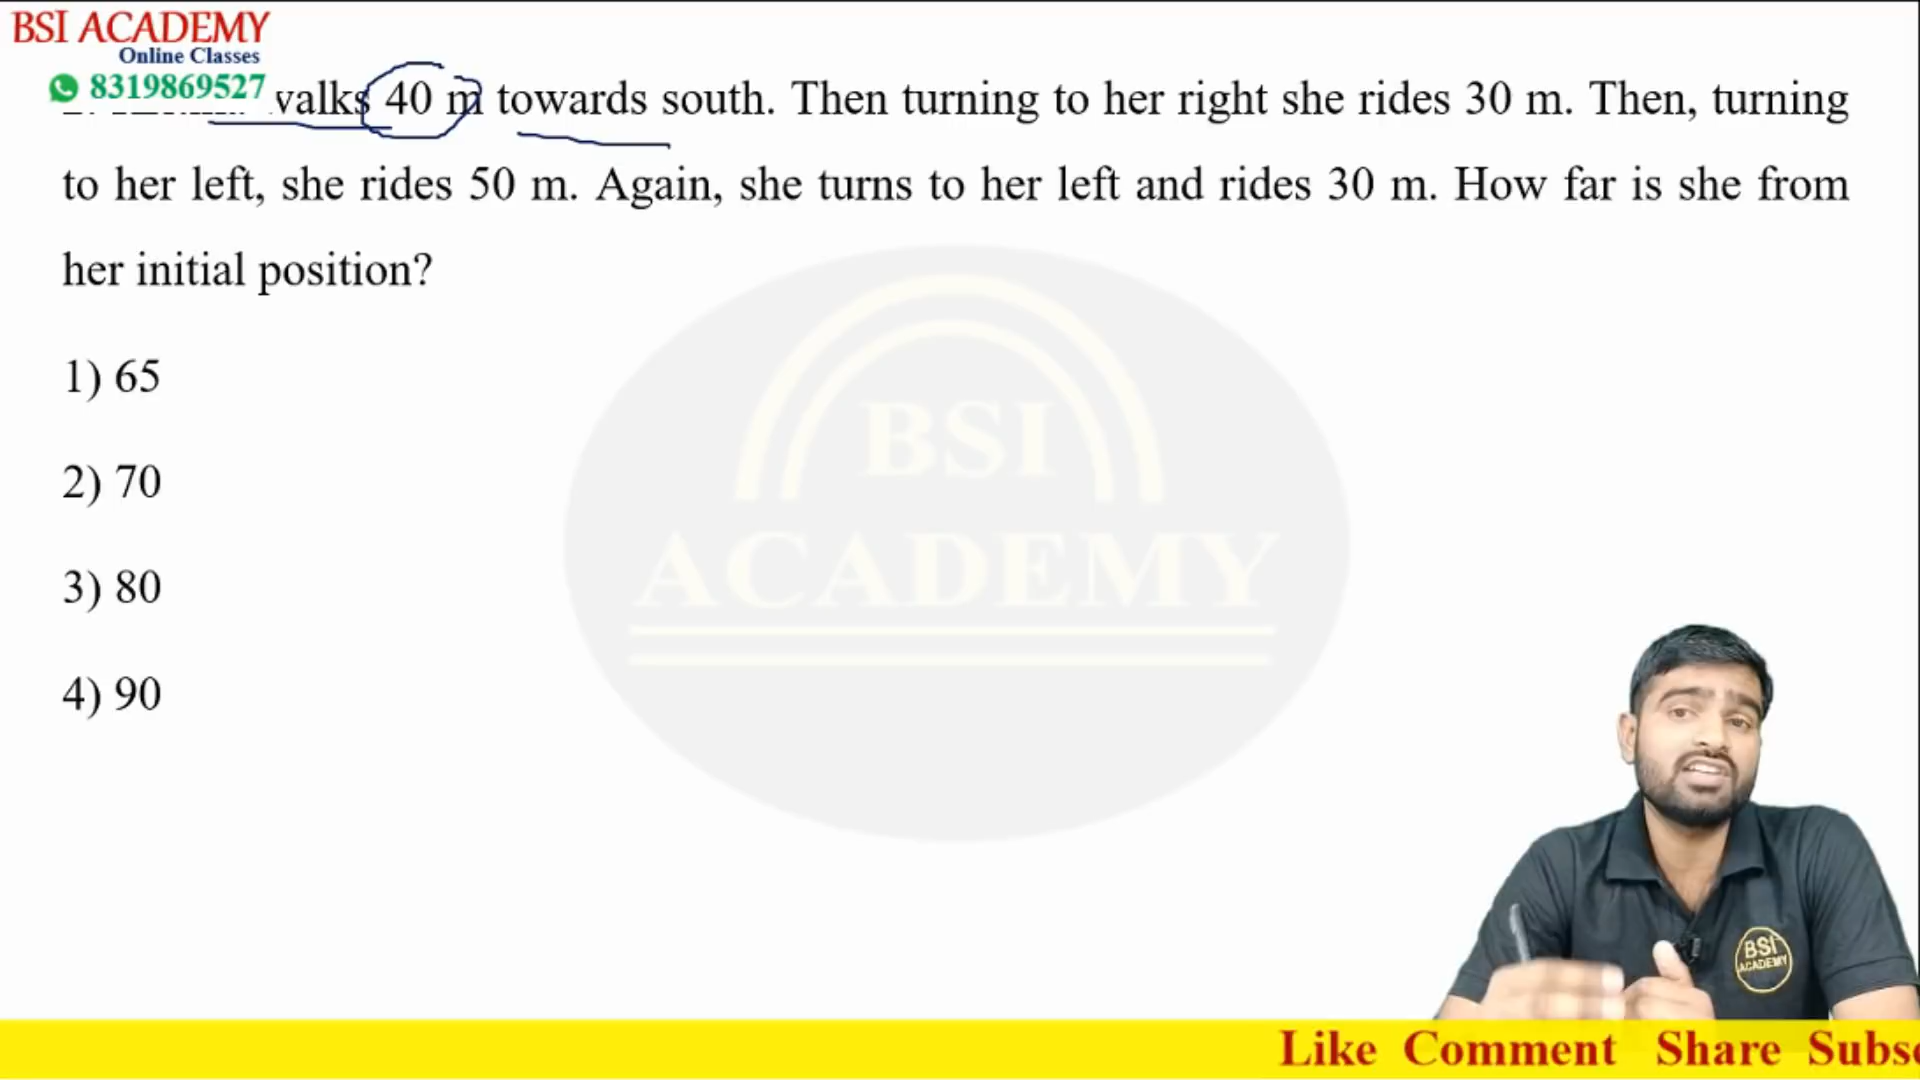 BSI ACADEMY
Online Classes
8319869527
walks 40 m towards south. Then turning to her right she rides 30 m. Then, turning
to her left, she rides 50 m. Again, she turns to her left and rides 30 m. How far is she from
her initial position?
1) 65
2) 70
3) 80
4) 90
BSI
ACADEMY
BSI
ACADEMY
Like Comment Share Subsc